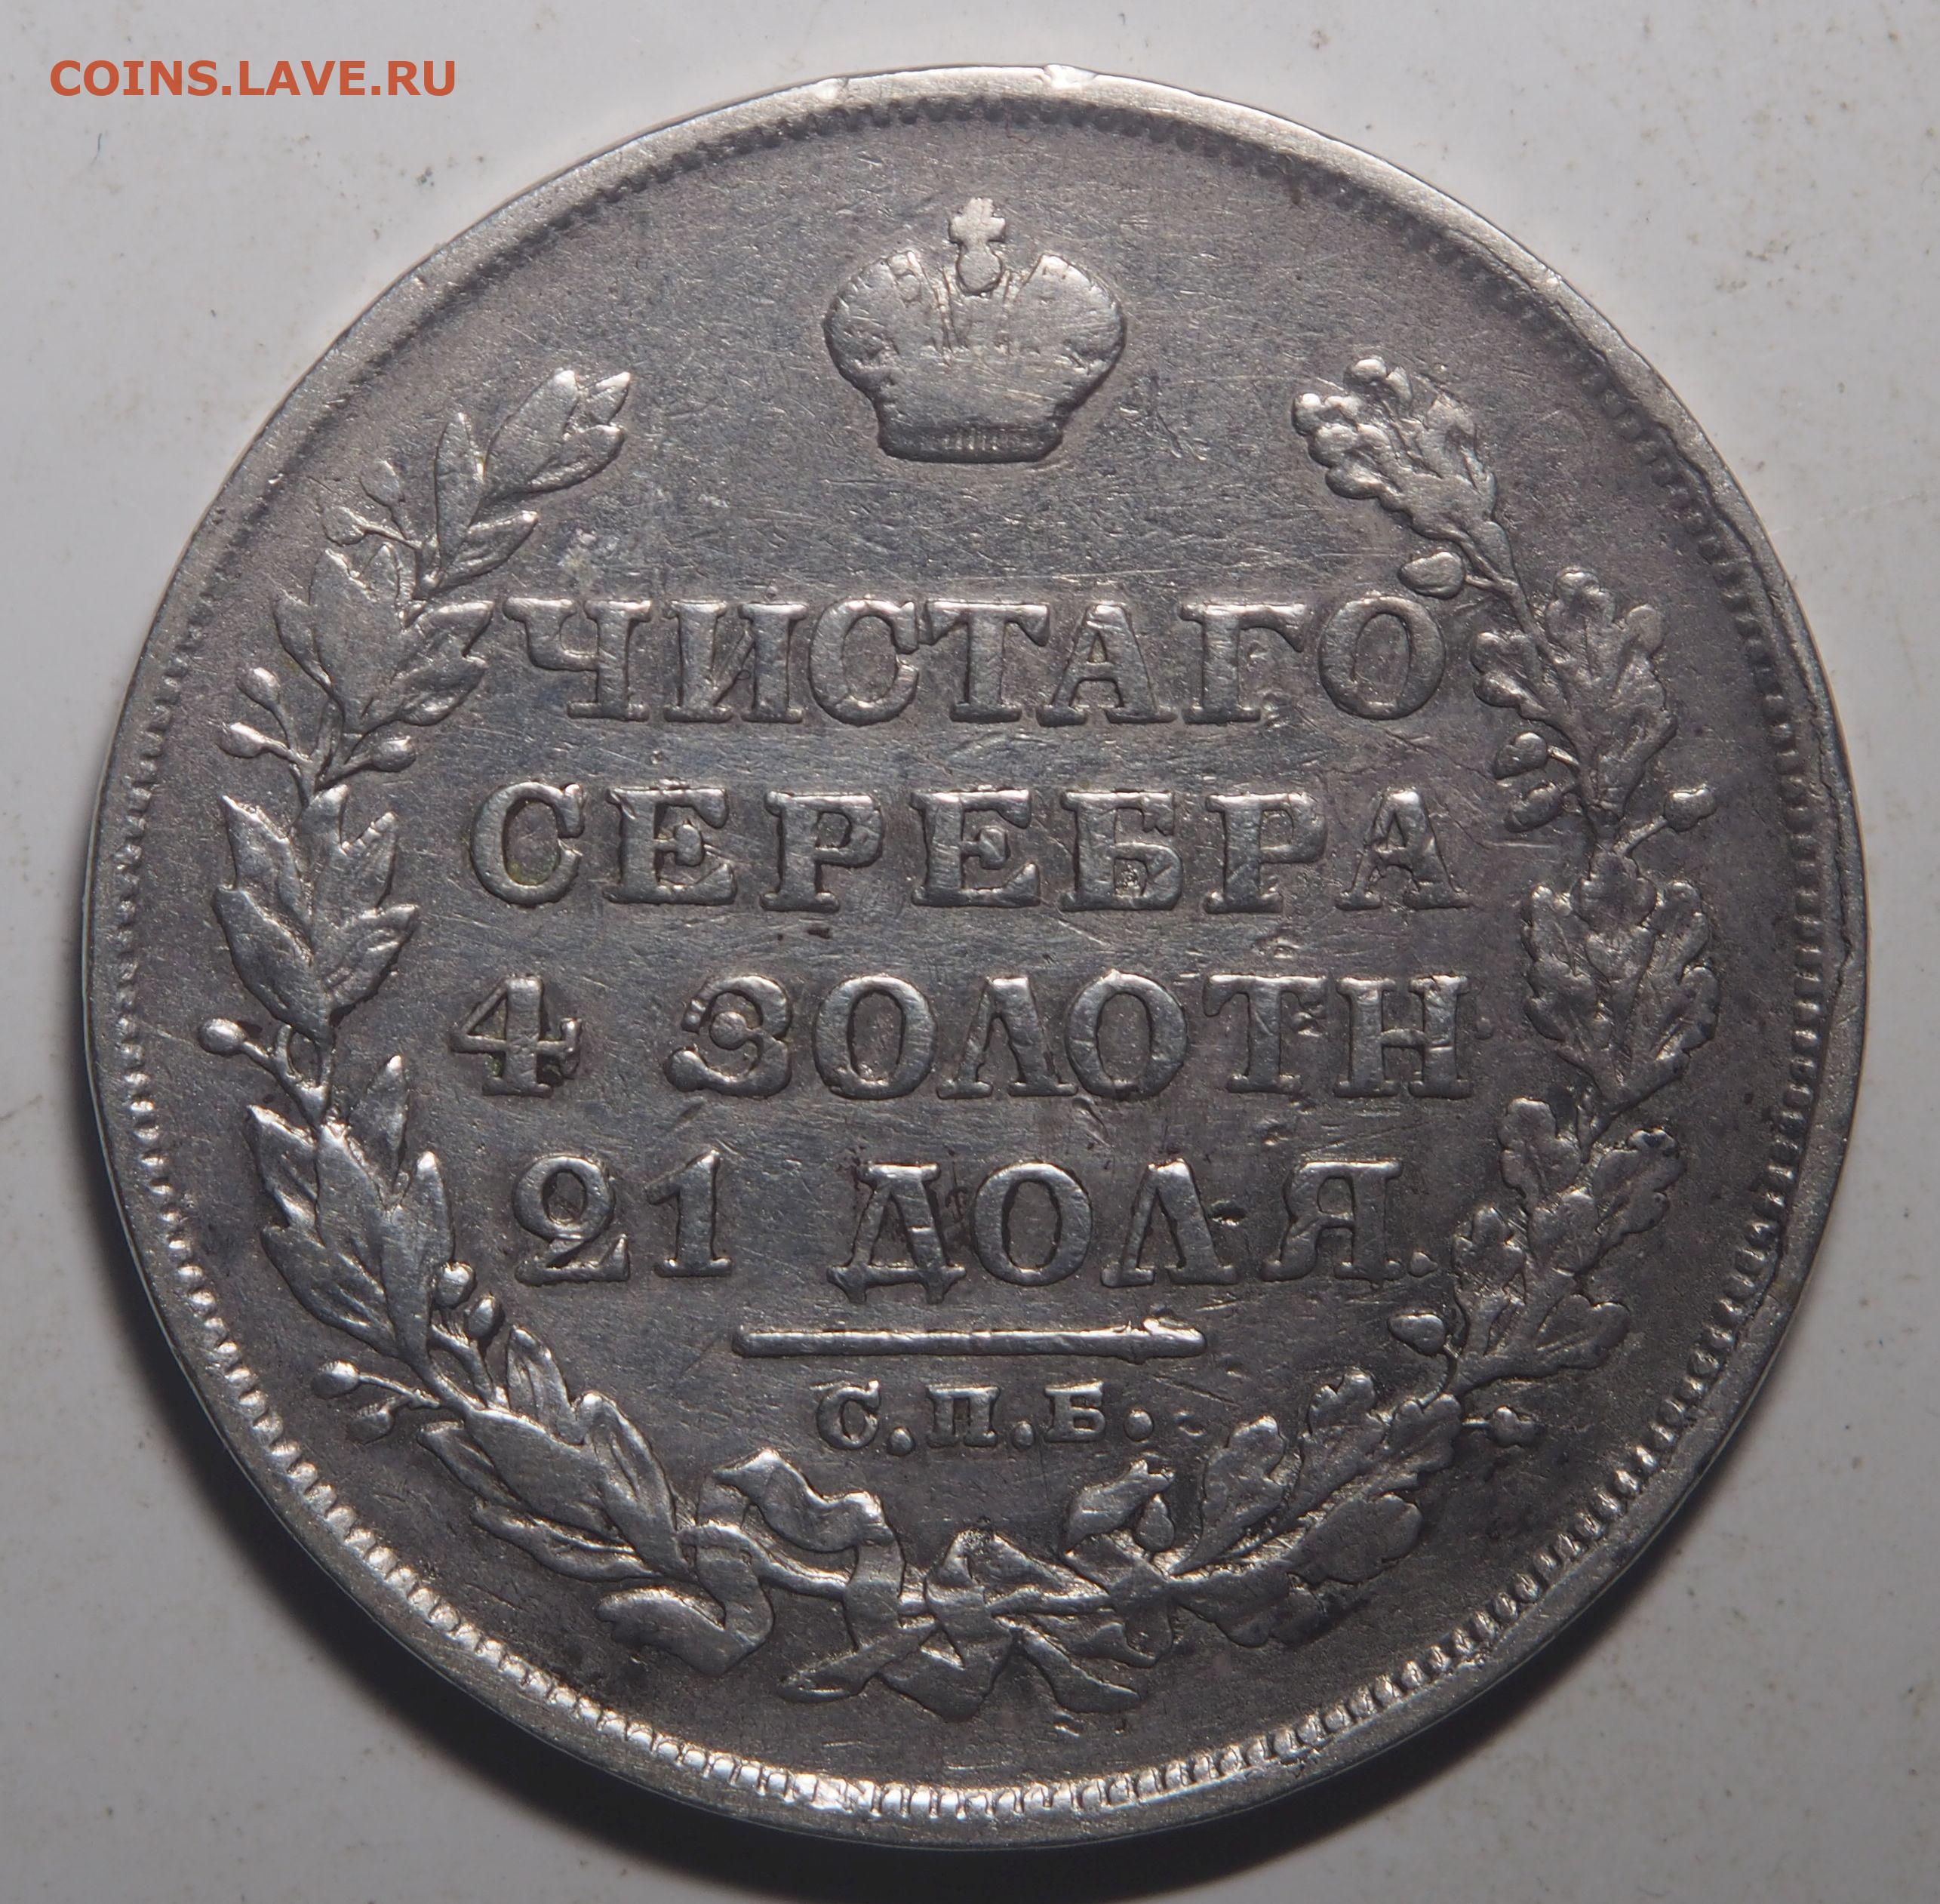 COINS.LAVE.RU
ЧИСТАГО
СЕРЕБРА
4 ЗОЛОТН
21 ДОЛЯ.
С.П.Б.